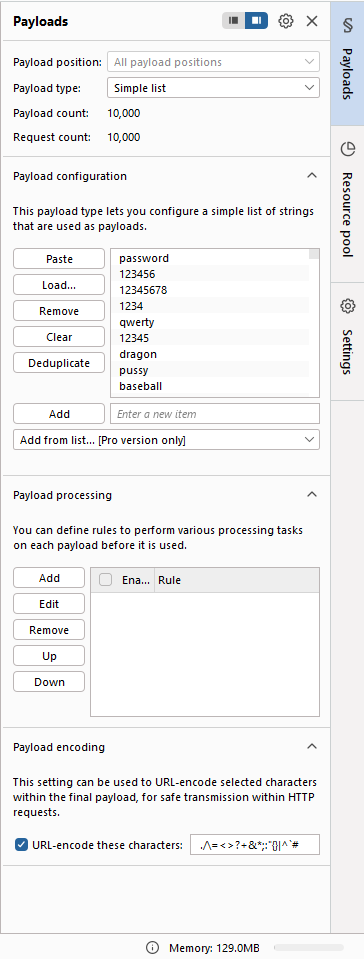 Payloads
Payload position: All payload positions
Payload type: Simple list
Payload count: 10,000
Request count: 10,000
Payload configuration
This payload type lets you configure a simple list of strings
that are used as payloads.
Paste
Load...
Remove
Clear
Deduplicate
password
123456
12345678
1234
qwerty
12345
dragon
pussy
baseball
Add
Enter a new item
Add from list... [Pro version only]
Payload processing
You can define rules to perform various processing tasks
on each payload before it is used.
Add
Edit
Remove
Up
Down
Ena... Rule
Payload encoding
This setting can be used to URL-encode selected characters
within the final payload, for safe transmission within HTTP
requests.
URL-encode these characters: ./\=<>?+&*;:"{}|^`#
Payloads
Resource pool
Settings
Memory: 129.0MB